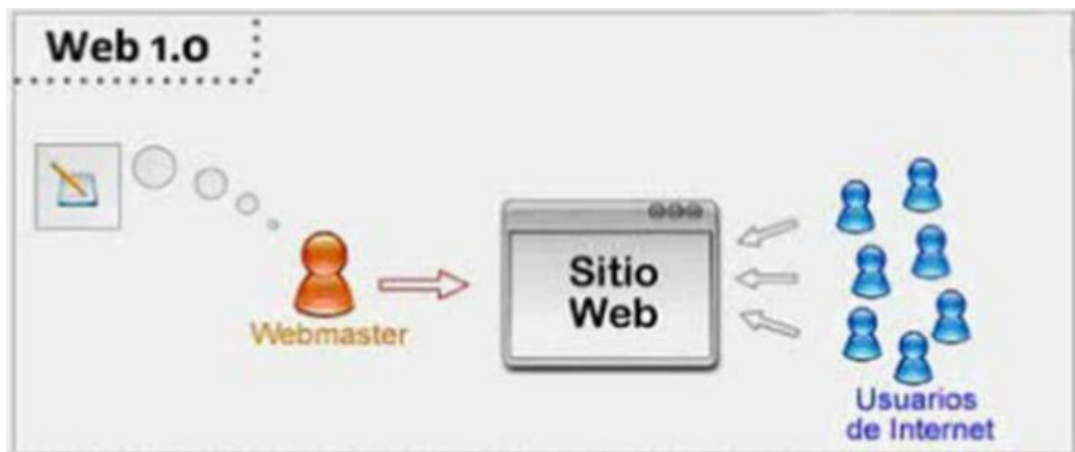 Web 1.0
Webmaster
Sitio
Web
Usuarios
de Internet